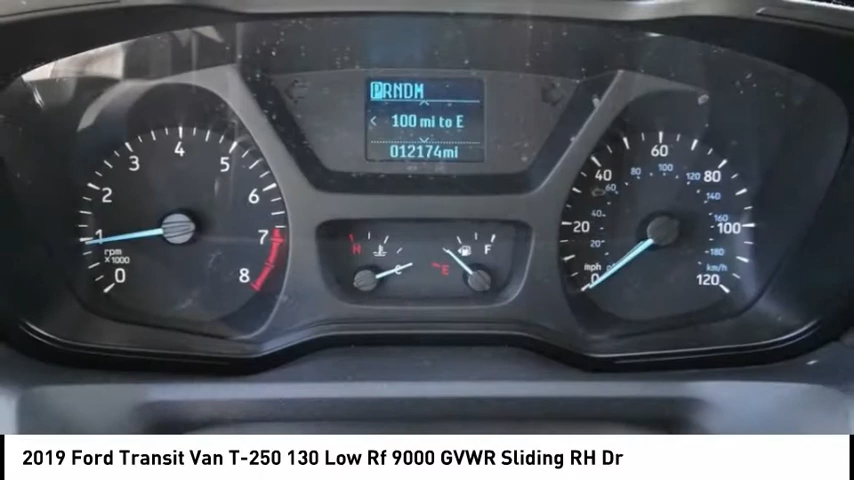 PRNDM
< 100 mi to E
012174mi
1 2 3 4 5 6 7 8 0
rpm
x1000
H C
E F
0 20 40 60 80 100 120
20 40 60 80 100 120 140 160 180
mph
km/h
2019 Ford Transit Van T-250 130 Low Rf 9000 GVWR Sliding RH Dr